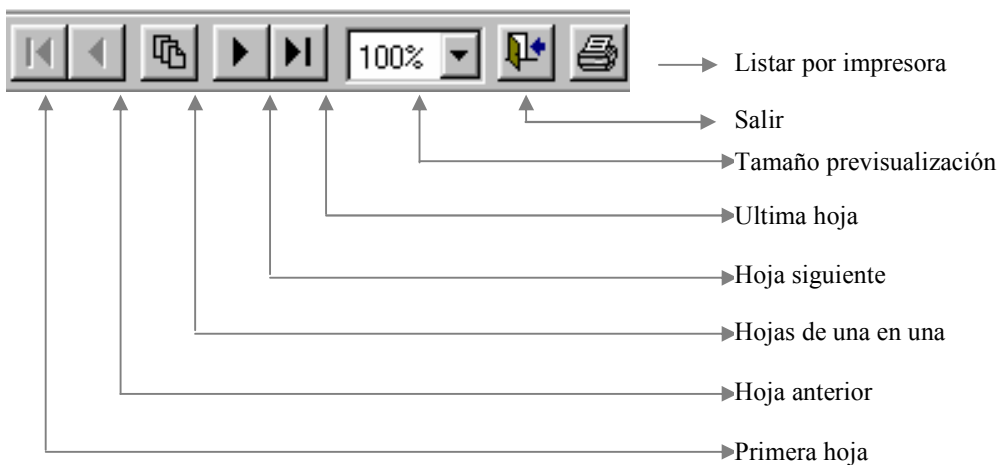 100%
Listar por impresora
Salir
Tamaño previsualización
Ultima hoja
Hoja siguiente
Hojas de una en una
Hoja anterior
Primera hoja